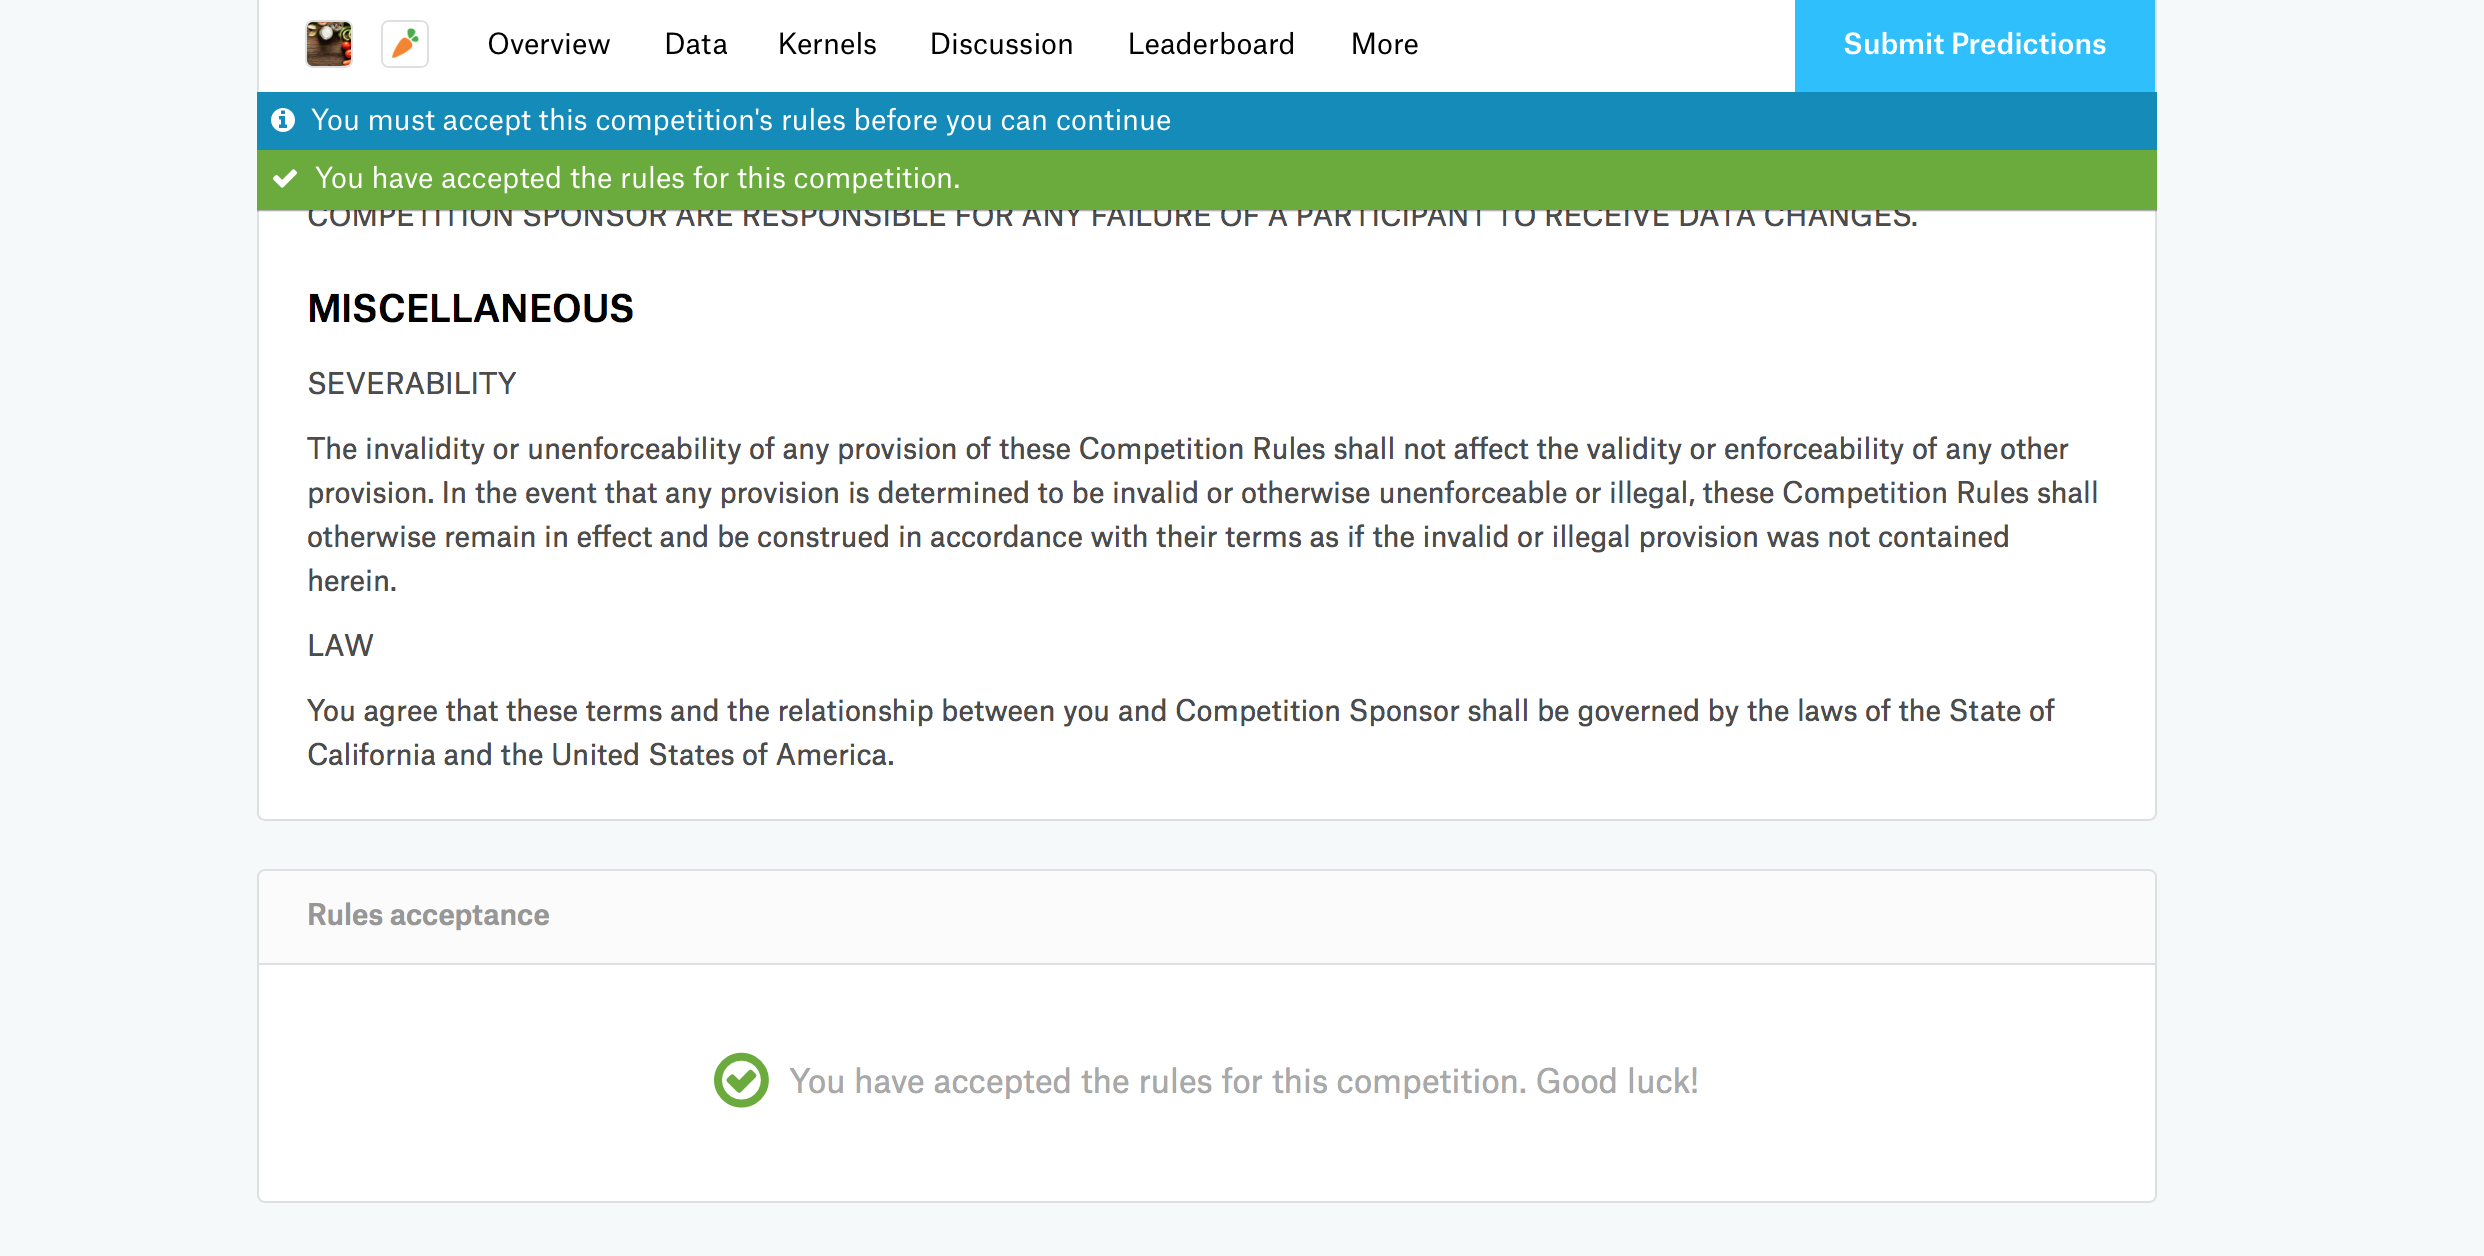 Overview Data Kernels Discussion Leaderboard More Submit Predictions
You must accept this competition's rules before you can continue
You have accepted the rules for this competition.
COMPETITION SPONSOR ARE RESPONSIBLE FOR ANY FAILURE OF A PARTICIPANT TO RECEIVE DATA CHANGES.
MISCELLANEOUS
SEVERABILITY
The invalidity or unenforceability of any provision of these Competition Rules shall not affect the validity or enforceability of any other
provision. In the event that any provision is determined to be invalid or otherwise unenforceable or illegal, these Competition Rules shall
otherwise remain in effect and be construed in accordance with their terms as if the invalid or illegal provision was not contained
herein.
LAW
You agree that these terms and the relationship between you and Competition Sponsor shall be governed by the laws of the State of
California and the United States of America.
Rules acceptance
You have accepted the rules for this competition. Good luck!